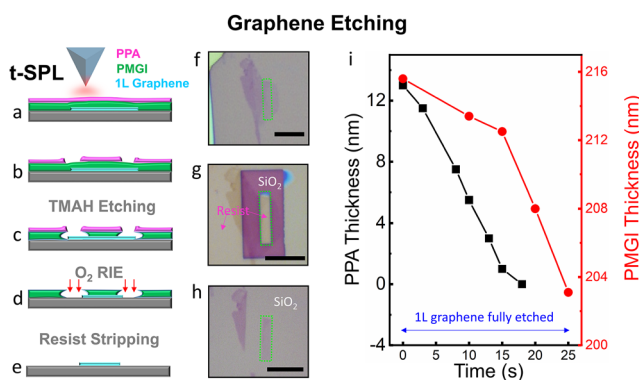 Graphene Etching
t-SPL
PPA
PMGI
1L Graphene
a
b
TMAH Etching
c
O₂ RIE
d
Resist Stripping
e
f
g
SiO₂
Resist
h
SiO₂
i
PPA Thickness (nm)
12
8
4
0
-4
1L graphene fully etched
0 5 10 15 20 25
Time (s)
216
212
208
204
200
PMGI Thickness (nm)